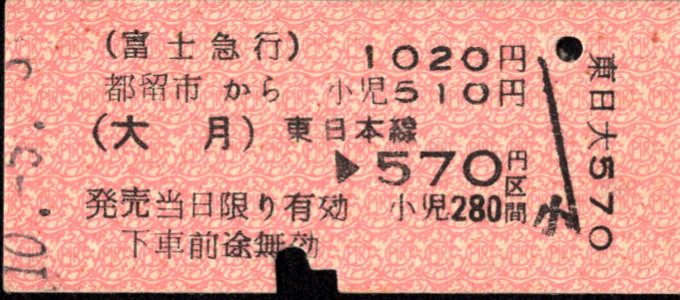 (富士急行) 1020円
都留市から 小児510円
(大月) 東日本線
▶570円区間
発売当日限り有効 小児280
下車前途無効
東日大570
10.-5.